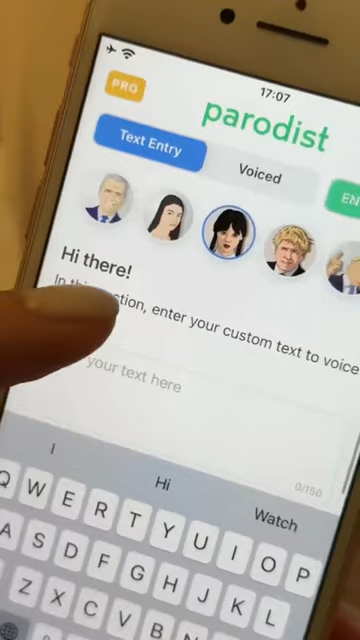 17:07
PRO
parodist
Text Entry
Voiced
EN
Hi there!
In this section, enter your custom text to voice
your text here
0/150
I
Hi
Watch
Q W E R T Y U I O P
A S D F G H J K L
Z X C V B N